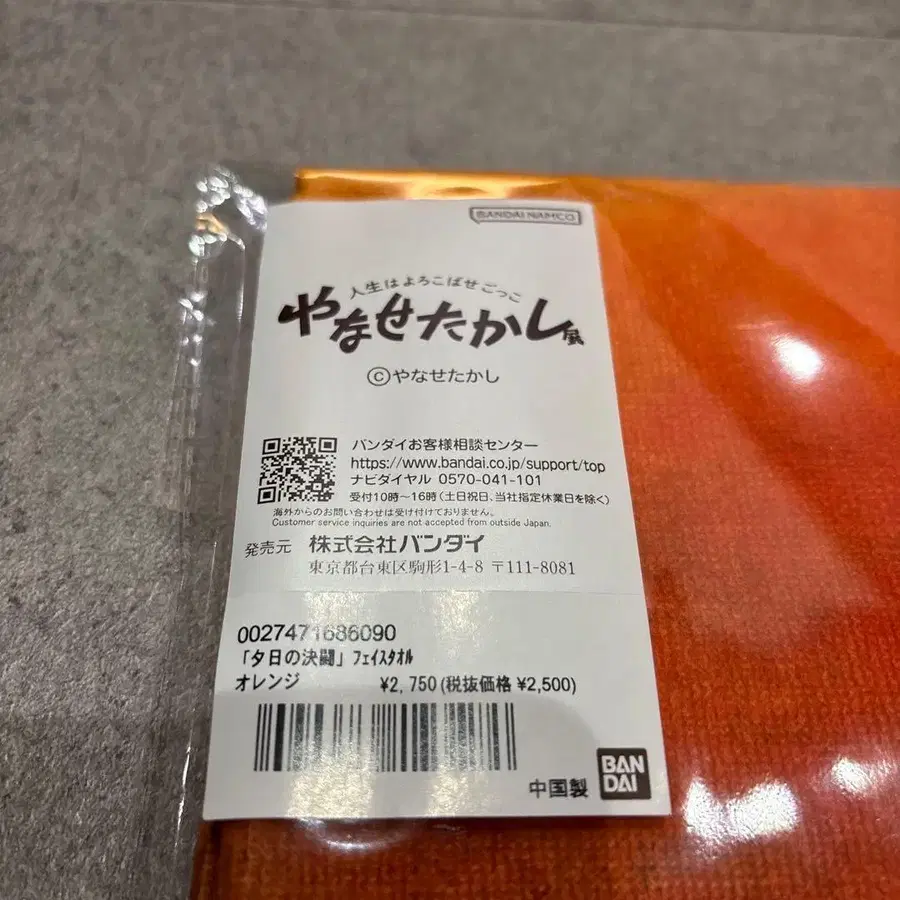 BANDAI NAMCO
人生はよろこばせごっこ
やなせたかし展
©やなせたかし
バンダイお客様相談センター
https://www.bandai.co.jp/support/top
ナビダイヤル 0570-041-101
受付10時～16時(土日祝日、当社指定休業日を除く)
海外からのお問い合わせは受け付けておりません。
Customer service inquiries are not accepted from outside Japan.
発売元 株式会社バンダイ
東京都台東区駒形1-4-8 〒111-8081
0027471686090
「夕日の決闘」フェイスタオル
オレンジ ¥2,750(税抜価格 ¥2,500)
中国製
BAN
DAI